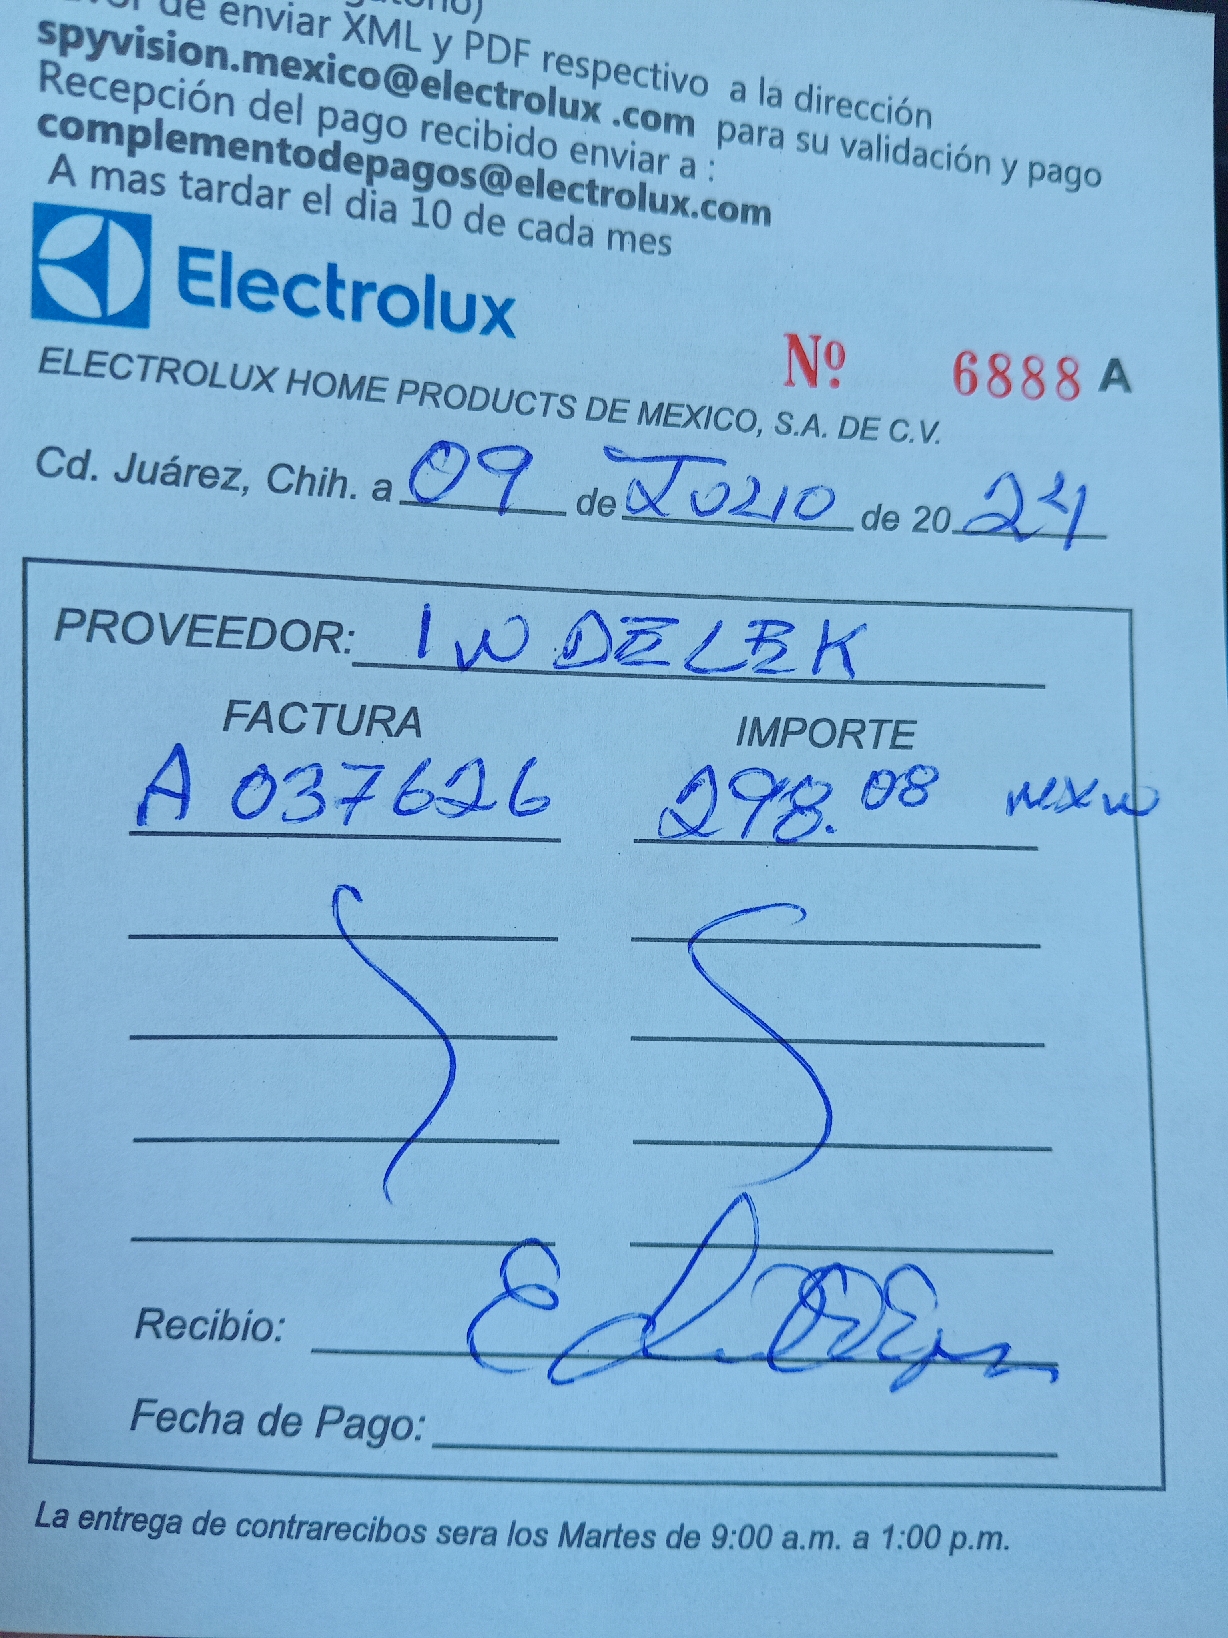 de enviar XML y PDF respectivo a la dirección
spyvision.mexico@electrolux .com para su validación y pago
Recepción del pago recibido enviar a :
complementodepagos@electrolux.com
A mas tardar el dia 10 de cada mes
Electrolux
Nº 6888 A
ELECTROLUX HOME PRODUCTS DE MEXICO, S.A. DE C.V.
Cd. Juárez, Chih. a 09 de Julio de 20 24
PROVEEDOR: INDELEK
FACTURA IMPORTE
A 037626 298.08
Recibio:
Fecha de Pago:
La entrega de contrarecibos sera los Martes de 9:00 a.m. a 1:00 p.m.